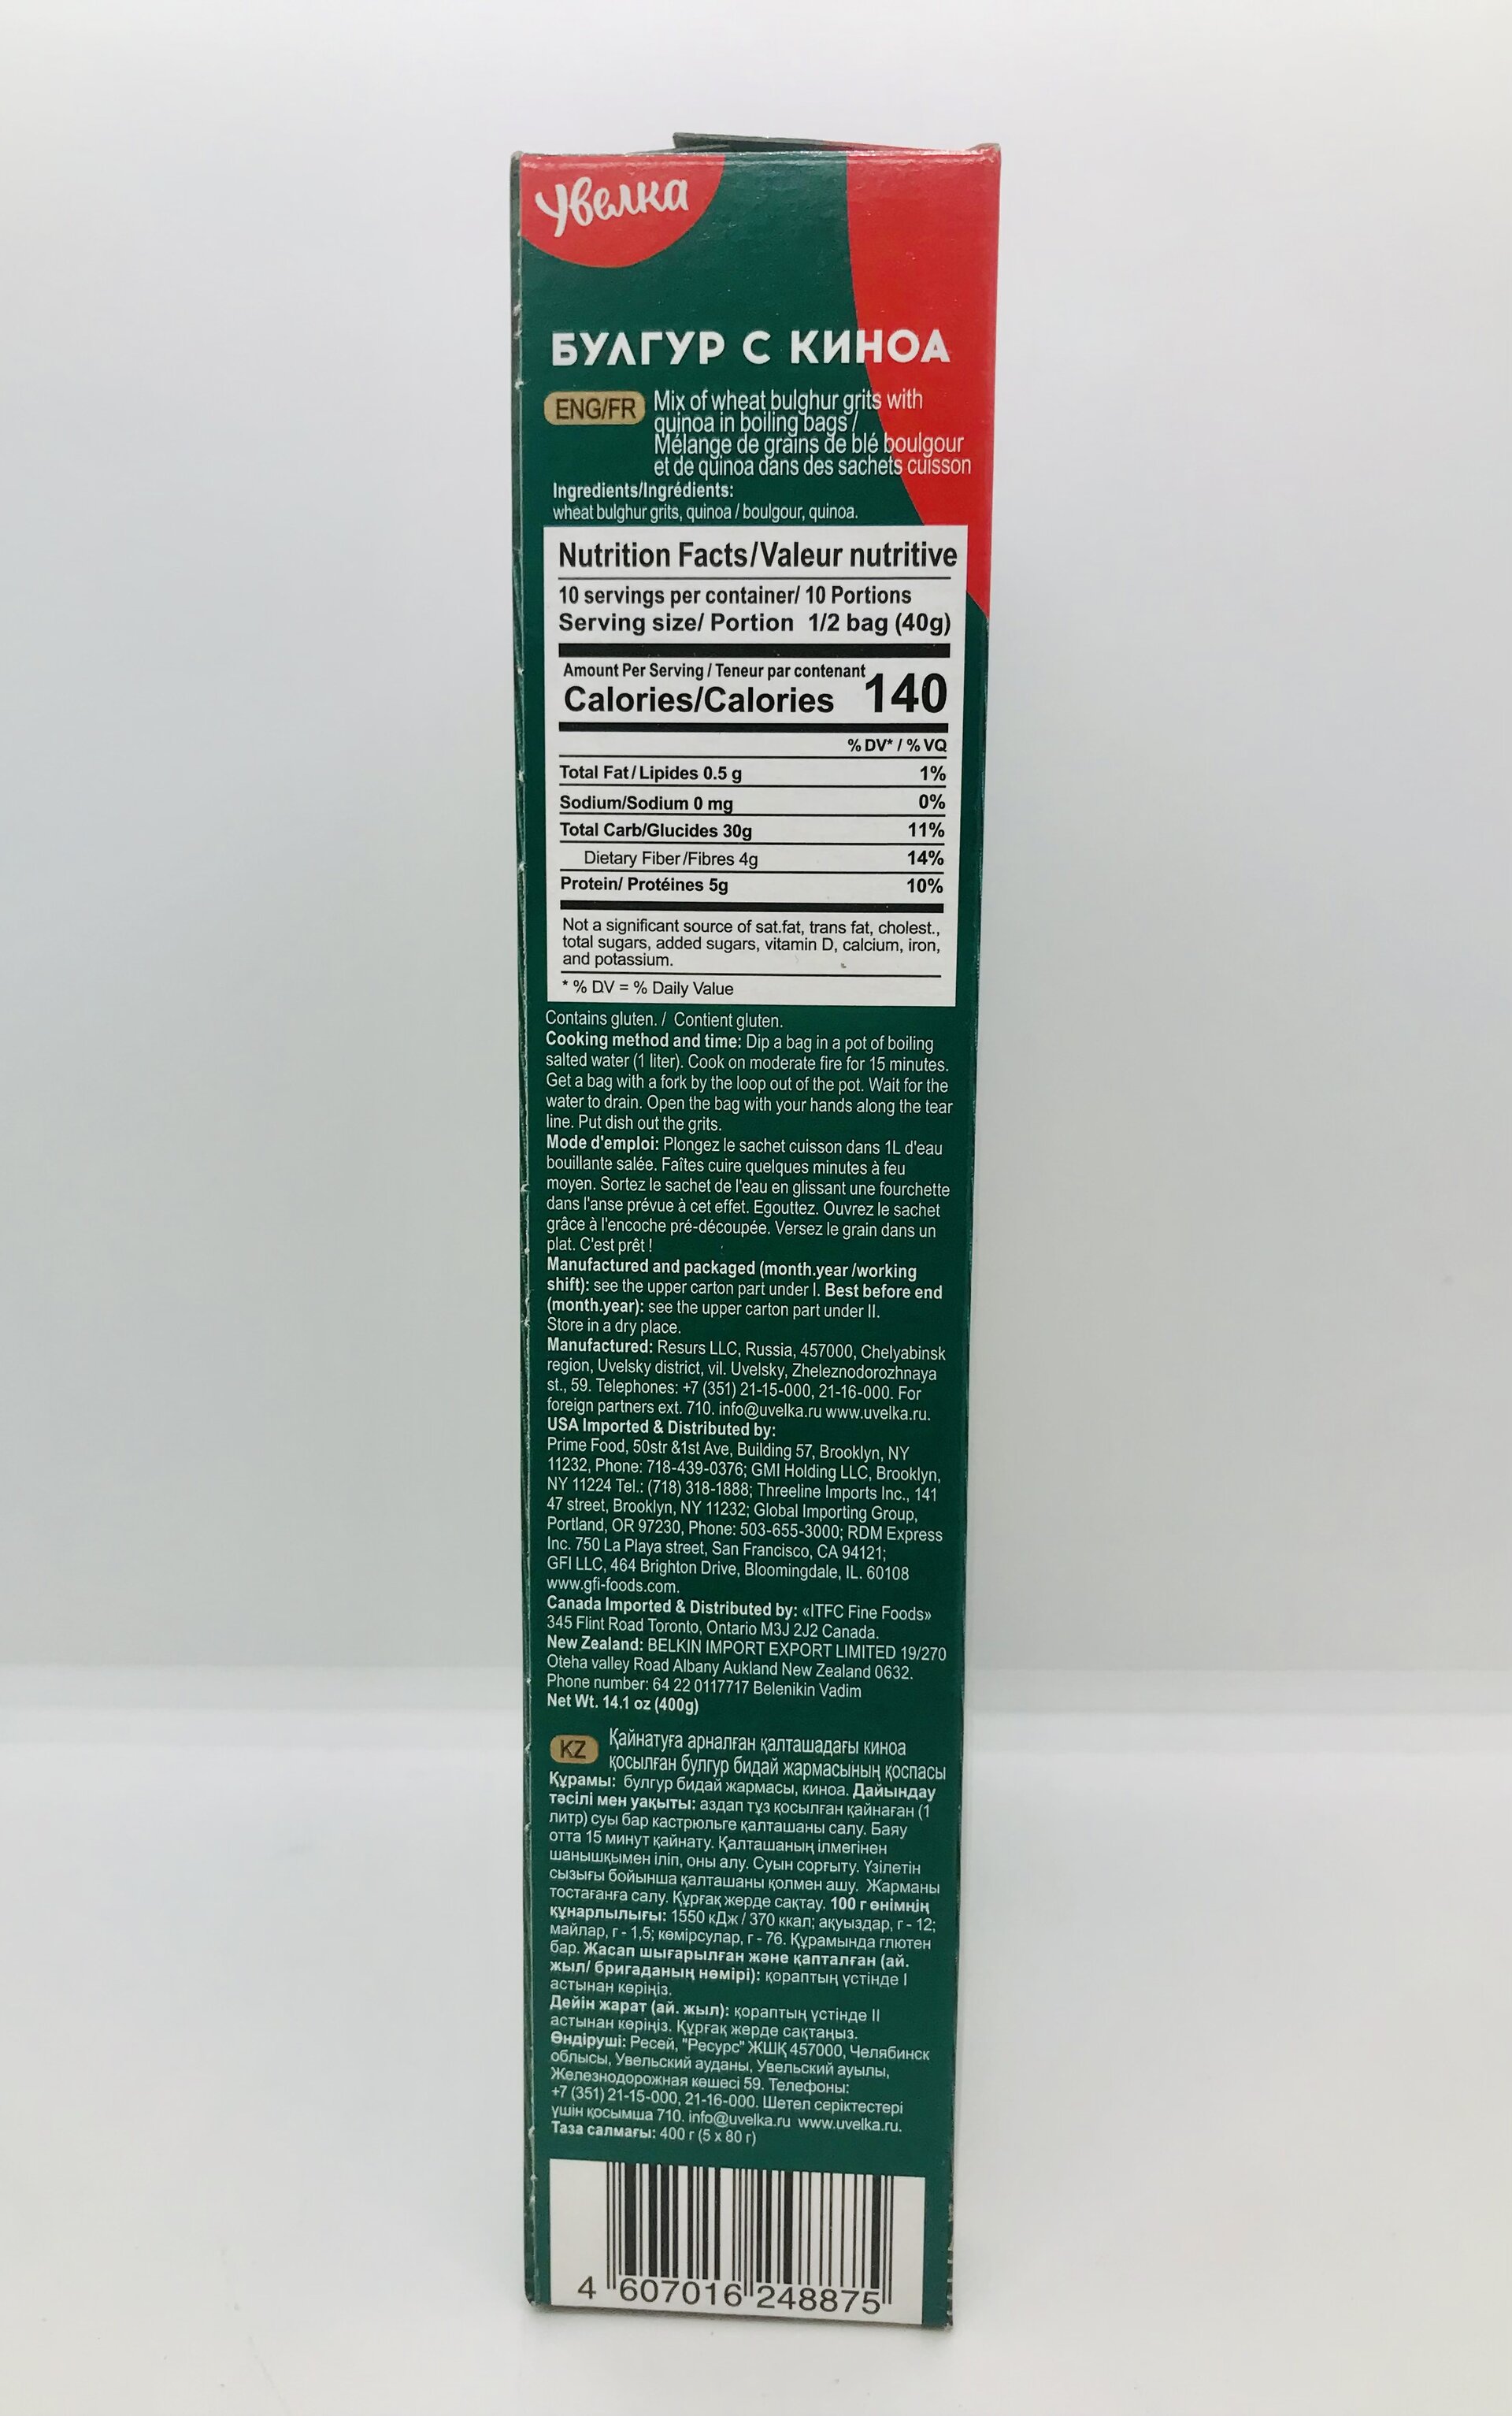 Увелка
БУЛГУР С КИНОА
ENG/FR
Mix of wheat bulghur grits with
quinoa in boiling bags /
Mélange de grains de blé boulgour
et de quinoa dans des sachets cuisson
Ingredients/Ingrédients:
wheat bulghur grits, quinoa / boulgour, quinoa.
Nutrition Facts/Valeur nutritive
10 servings per container/ 10 Portions
Serving size/ Portion 1/2 bag (40g)
Amount Per Serving / Teneur par contenant
Calories/Calories 140
% DV* / % VQ
Total Fat / Lipides 0.5 g 1%
Sodium/Sodium 0 mg 0%
Total Carb/Glucides 30g 11%
Dietary Fiber /Fibres 4g 14%
Protein/ Protéines 5g 10%
Not a significant source of sat.fat, trans fat, cholest.,
total sugars, added sugars, vitamin D, calcium, iron,
and potassium.
* % DV = % Daily Value
Contains gluten. / Contient gluten.
Cooking method and time: Dip a bag in a pot of boiling
salted water (1 liter). Cook on moderate fire for 15 minutes.
Get a bag with a fork by the loop out of the pot. Wait for the
water to drain. Open the bag with your hands along the tear
line. Put dish out the grits.
Mode d'emploi: Plongez le sachet cuisson dans 1L d'eau
bouillante salée. Faîtes cuire quelques minutes à feu
moyen. Sortez le sachet de l'eau en glissant une fourchette
dans l'anse prévue à cet effet. Egouttez. Ouvrez le sachet
grâce à l'encoche pré-découpée. Versez le grain dans un
plat. C'est prêt !
Manufactured and packaged (month.year /working
shift): see the upper carton part under I. Best before end
(month.year): see the upper carton part under II.
Store in a dry place.
Manufactured: Resurs LLC, Russia, 457000, Chelyabinsk
region, Uvelsky district, vil. Uvelsky, Zheleznodorozhnaya
st., 59. Telephones: +7 (351) 21-15-000, 21-16-000. For
foreign partners ext. 710. info@uvelka.ru www.uvelka.ru.
USA Imported & Distributed by:
Prime Food, 50str &1st Ave, Building 57, Brooklyn, NY
11232, Phone: 718-439-0376; GMI Holding LLC, Brooklyn,
NY 11224 Tel.: (718) 318-1888; Threeline Imports Inc., 141
47 street, Brooklyn, NY 11232; Global Importing Group,
Portland, OR 97230, Phone: 503-655-3000; RDM Express
Inc. 750 La Playa street, San Francisco, CA 94121;
GFI LLC, 464 Brighton Drive, Bloomingdale, IL. 60108
www.gfi-foods.com.
Canada Imported & Distributed by: «ITFC Fine Foods»
345 Flint Road Toronto, Ontario M3J 2J2 Canada.
New Zealand: BELKIN IMPORT EXPORT LIMITED 19/270
Oteha valley Road Albany Aukland New Zealand 0632.
Phone number: 64 22 0117717 Belenikin Vadim
Net Wt. 14.1 oz (400g)
KZ
Қайнатуға арналған қалташадағы киноа
қосылған булгур бидай жармасының қоспасы
Құрамы: булгур бидай жармасы, киноа. Дайындау
тәсілі мен уақыты: аздап тұз қосылған қайнаған (1
литр) суы бар кастрюльге қалташаны салу. Баяу
отта 15 минут қайнату. Қалташаның ілмегінен
шанышқымен іліп, оны алу. Суын сорғыту. Үзілетін
сызығы бойынша қалташаны қолмен ашу. Жарманы
тостағанға салу. Құрғақ жерде сақтау. 100 г өнімнің
құнарлылығы: 1550 кДж / 370 ккал; ақуыздар, г - 12;
майлар, г - 1,5; көмірсулар, г - 76. Құрамында глютен
бар. Жасап шығарылған және қапталған (ай.
жыл/ бригаданың нөмірі): қораптың үстінде I
астынан көріңіз.
Дейін жарат (ай. жыл): қораптың үстінде II
астынан көріңіз. Құрғақ жерде сақтаңыз.
Өндіруші: Ресей, "Ресурс" ЖШҚ 457000, Челябинск
облысы, Увельский ауданы, Увельский ауылы,
Железнодорожная көшесі 59. Телефоны:
+7 (351) 21-15-000, 21-16-000. Шетел серіктестері
үшін қосымша 710. info@uvelka.ru www.uvelka.ru.
Таза салмағы: 400 г (5 x 80 г)
4 607016 248875